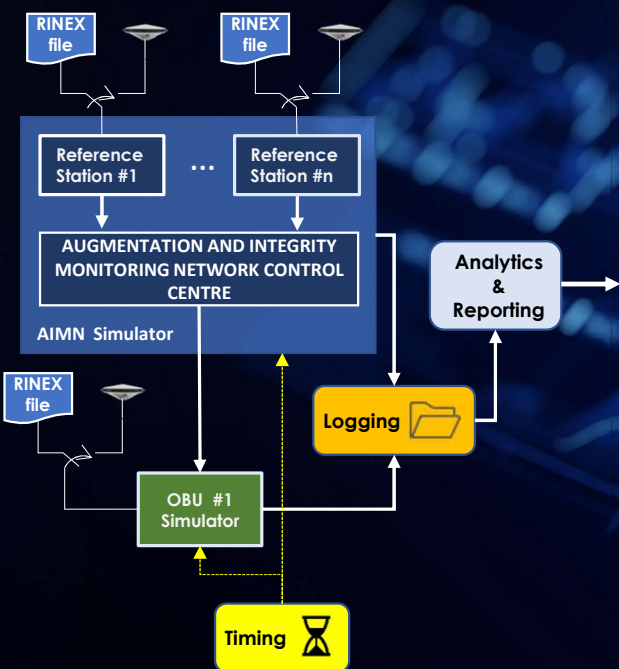 RINEX
file
RINEX
file
Reference
Station #1
...
Reference
Station #n
AUGMENTATION AND INTEGRITY
MONITORING NETWORK CONTROL
CENTRE
AIMN Simulator
Analytics
&
Reporting
RINEX
file
Logging
OBU #1
Simulator
Timing